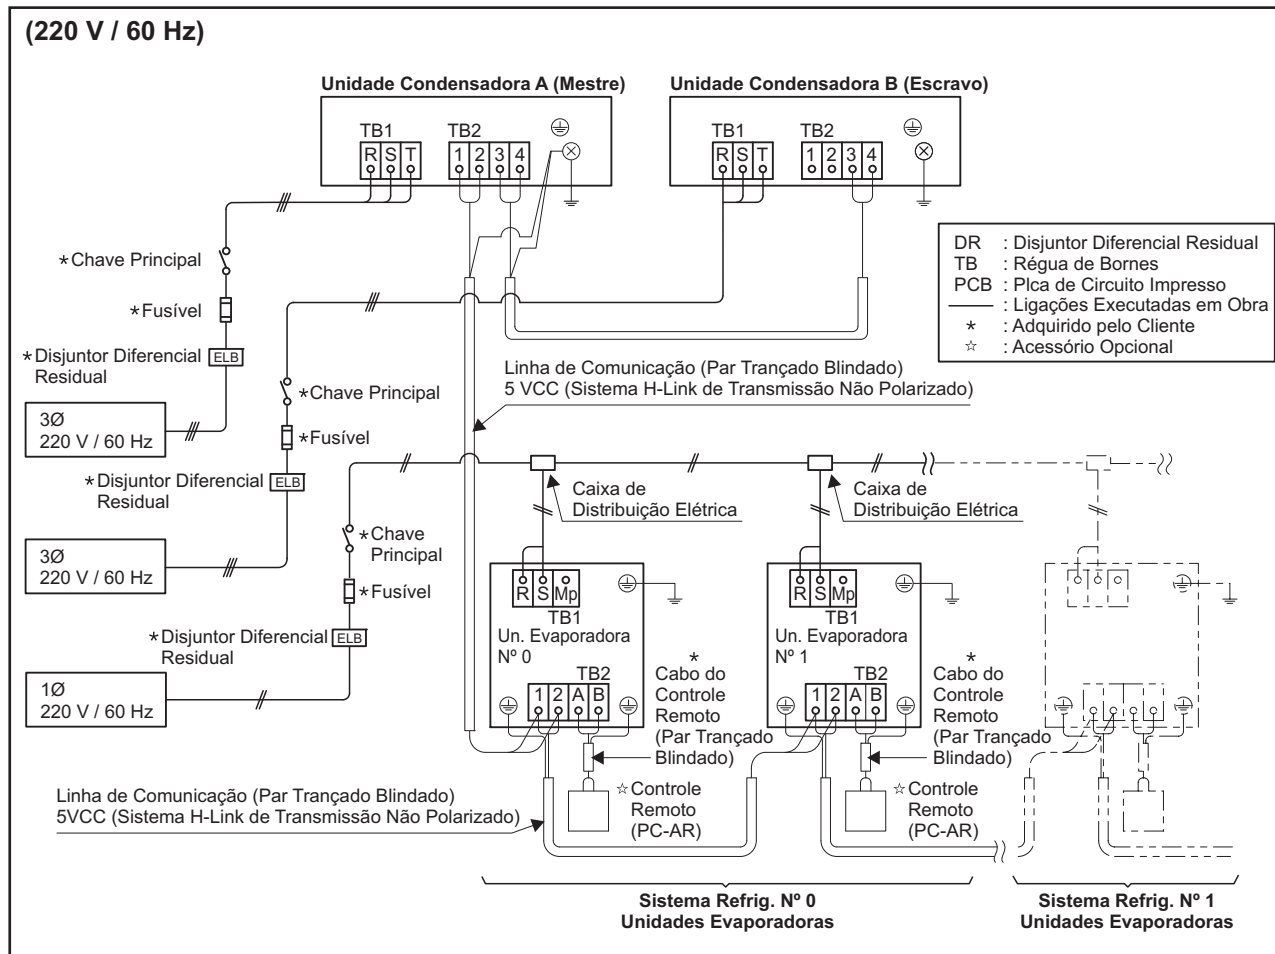 (220 V / 60 Hz)
Unidade Condensadora A (Mestre)
Unidade Condensadora B (Escravo)
TB1
TB2
R S T
1 2 3 4
TB1
TB2
R S T
1 2 3 4
DR : Disjuntor Diferencial Residual
TB : Régua de Bornes
PCB : Plca de Circuito Impresso
: Ligações Executadas em Obra
* : Adquirido pelo Cliente
☆ : Acessório Opcional
*Chave Principal
*Fusível
*Disjuntor Diferencial
Residual
ELB
3Ø
220 V / 60 Hz
*Chave Principal
*Fusível
*Disjuntor Diferencial
Residual
ELB
3Ø
220 V / 60 Hz
*Chave
Principal
*Fusível
*Disjuntor Diferencial
Residual
ELB
1Ø
220 V / 60 Hz
Linha de Comunicação (Par Trançado Blindado)
5 VCC (Sistema H-Link de Transmissão Não Polarizado)
Caixa de
Distribuição Elétrica
Caixa de
Distribuição Elétrica
R S Mp
TB1
Un. Evaporadora
Nº 0
TB2
1 2 A B
*
Cabo do
Controle
Remoto
(Par Trançado
Blindado)
☆Controle
Remoto
(PC-AR)
R S Mp
TB1
Un. Evaporadora
Nº 1
TB2
1 2 A B
*
Cabo do
Controle
Remoto
(Par Trançado
Blindado)
☆Controle
Remoto
(PC-AR)
Linha de Comunicação (Par Trançado Blindado)
5VCC (Sistema H-Link de Transmissão Não Polarizado)
Sistema Refrig. Nº 0
Unidades Evaporadoras
Sistema Refrig. Nº 1
Unidades Evaporadoras